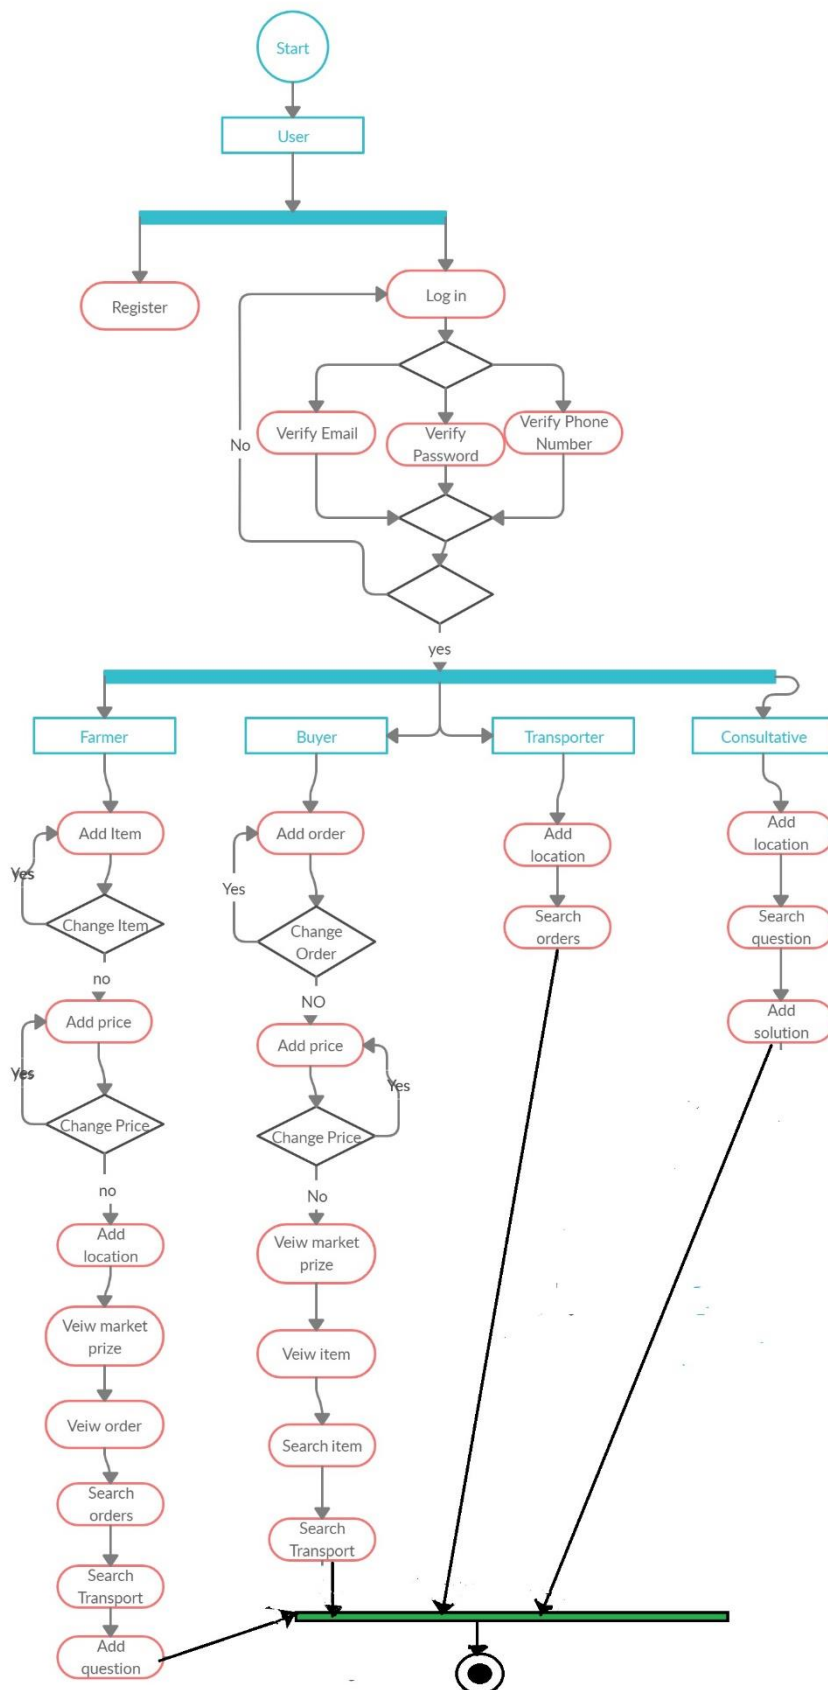 Start
User
Register
Log in
Verify Email
Verify
Password
Verify Phone
Number
No
yes
Farmer
Buyer
Transporter
Consultative
Add Item
Yes
Change Item
no
Add price
Yes
Change Price
no
Add
location
Veiw market
prize
Veiw order
Search
orders
Search
Transport
Add
question
Add order
Yes
Change
Order
NO
Add price
Yes
Change Price
No
Veiw market
prize
Veiw item
Search item
Search
Transport
Add
location
Search
orders
Add
location
Search
question
Add
solution